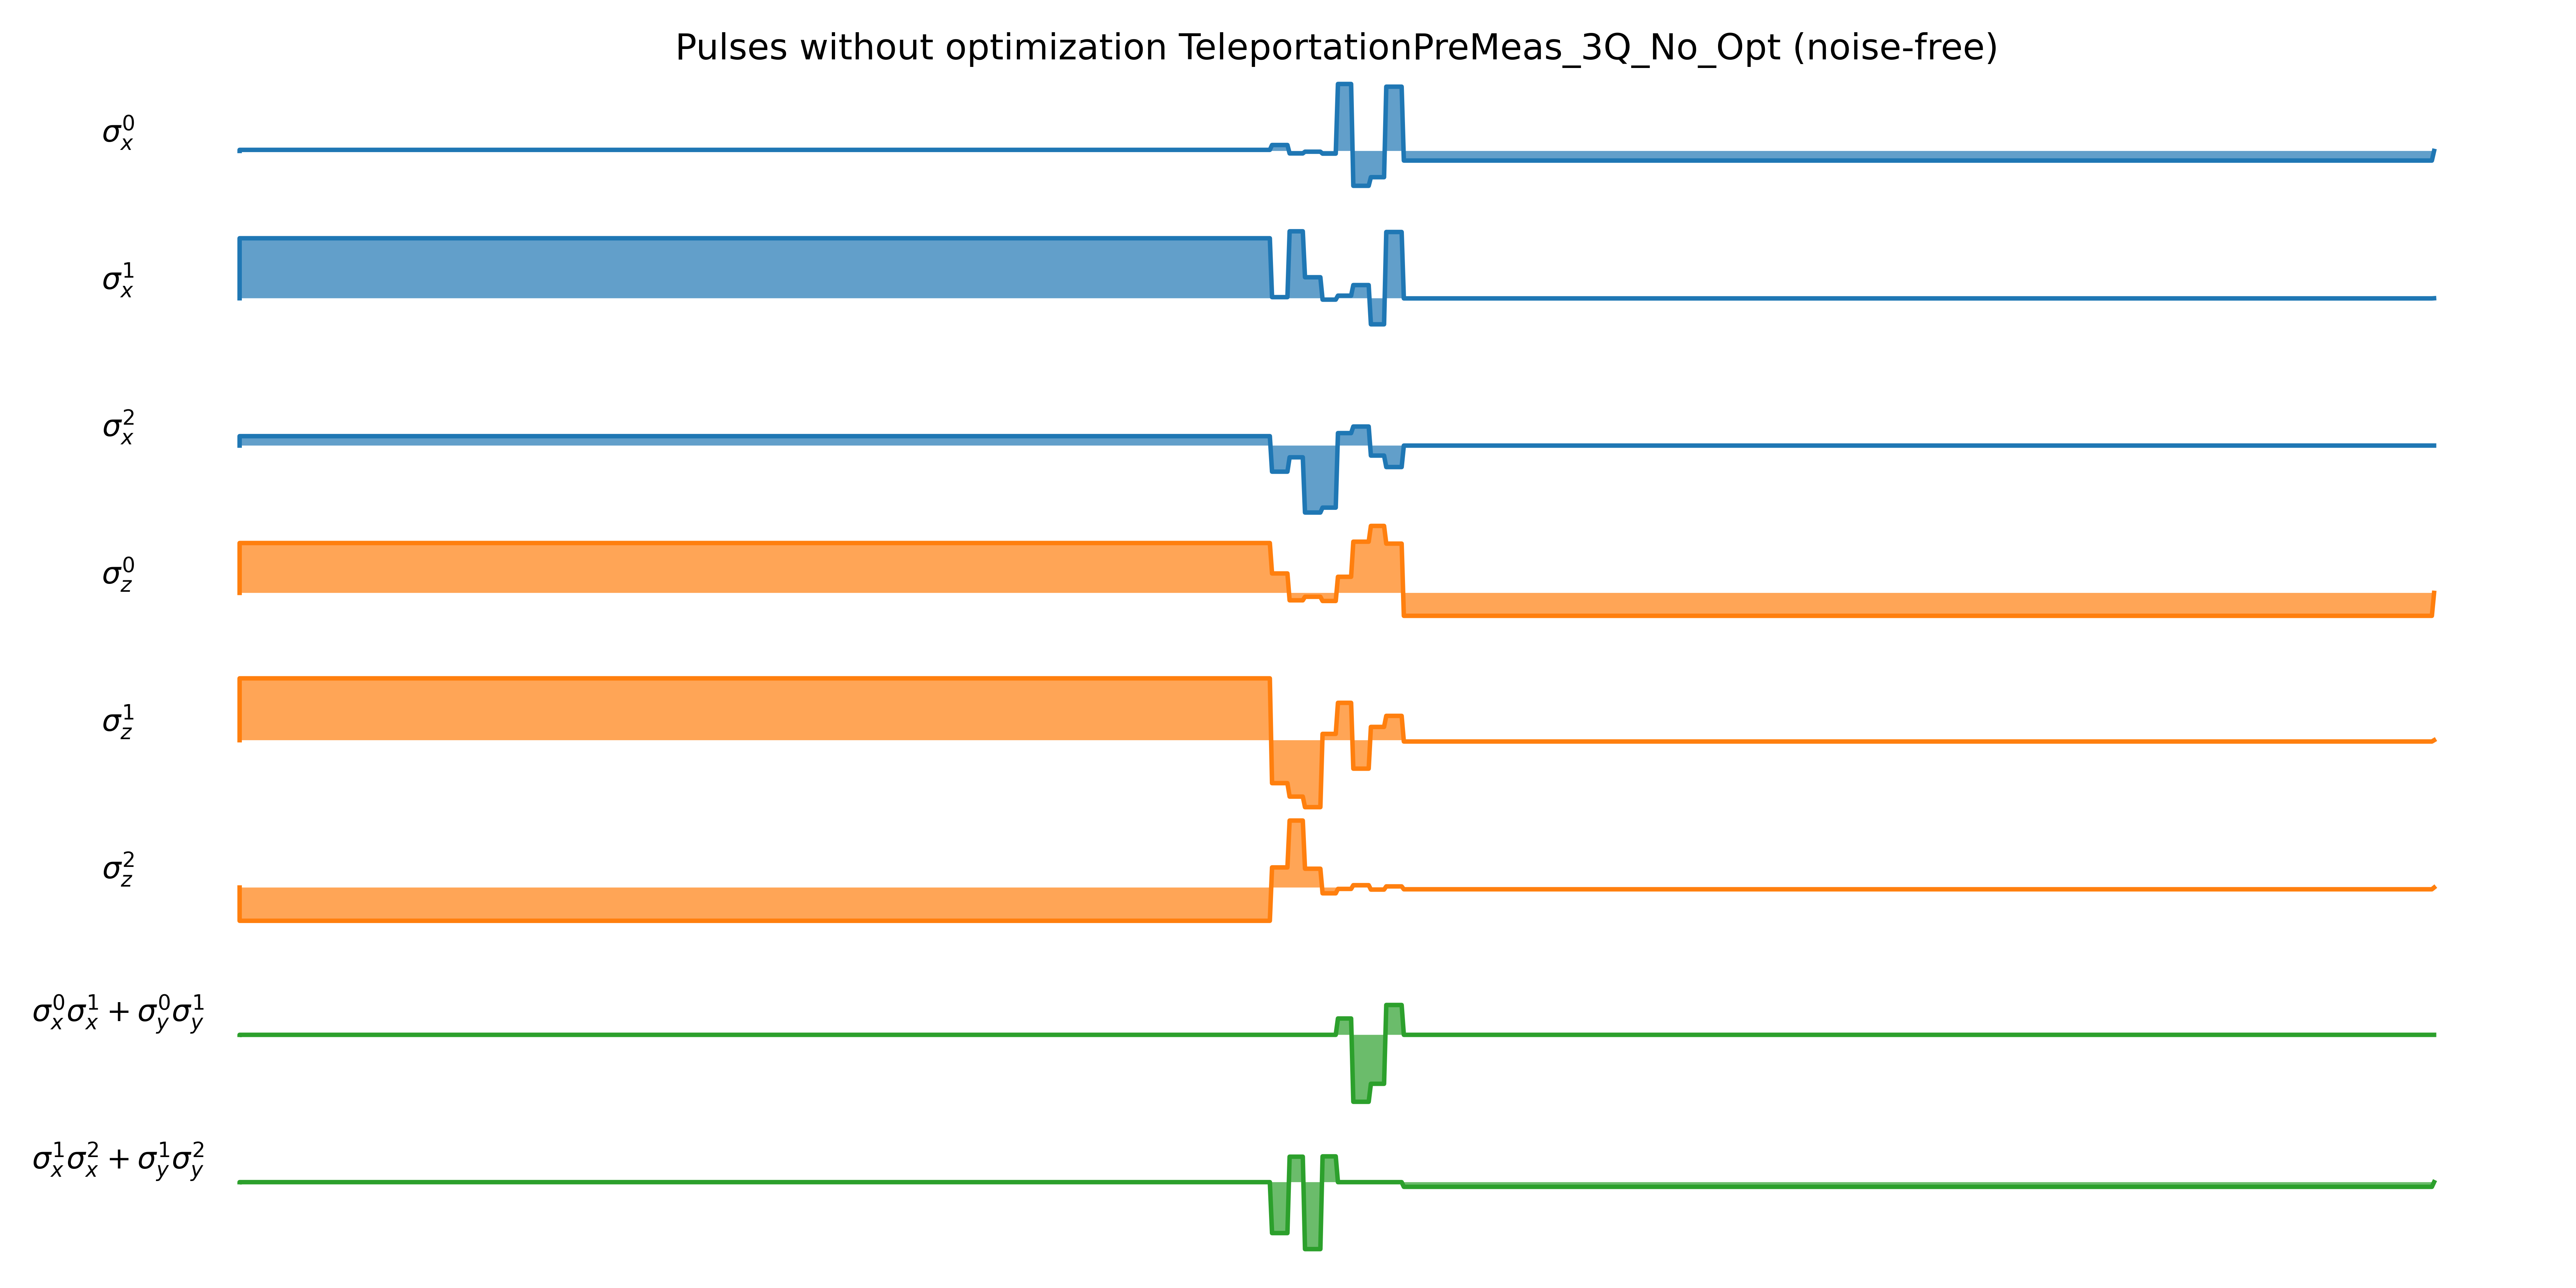 Pulses without optimization TeleportationPreMeas_3Q_No_Opt (noise-free)
σ_x^0
σ_x^1
σ_x^2
σ_z^0
σ_z^1
σ_z^2
σ_x^0σ_x^1 + σ_y^0σ_y^1
σ_x^1σ_x^2 + σ_y^1σ_y^2